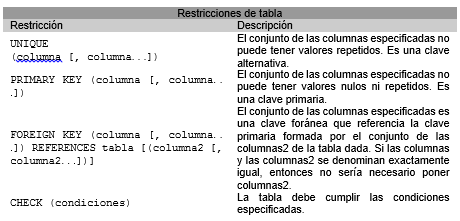 Restricciones de tabla
Restricción Descripción
UNIQUE
(columna [, columna...])
El conjunto de las columnas especificadas no
puede tener valores repetidos. Es una clave
alternativa.
PRIMARY KEY (columna [, columna..
.])
El conjunto de las columnas especificadas no
puede tener valores nulos ni repetidos. Es
una clave primaria.
FOREIGN KEY (columna [, columna..
.]) REFERENCES tabla [(columna2 [,
columna2...])]
El conjunto de las columnas especificadas es
una clave foránea que referencia la clave
primaria formada por el conjunto de las
columnas2 de la tabla dada. Si las columnas
y las columnas2 se denominan exactamente
igual, entonces no sería necesario poner
columnas2.
CHECK (condiciones)
La tabla debe cumplir las condiciones
especificadas.